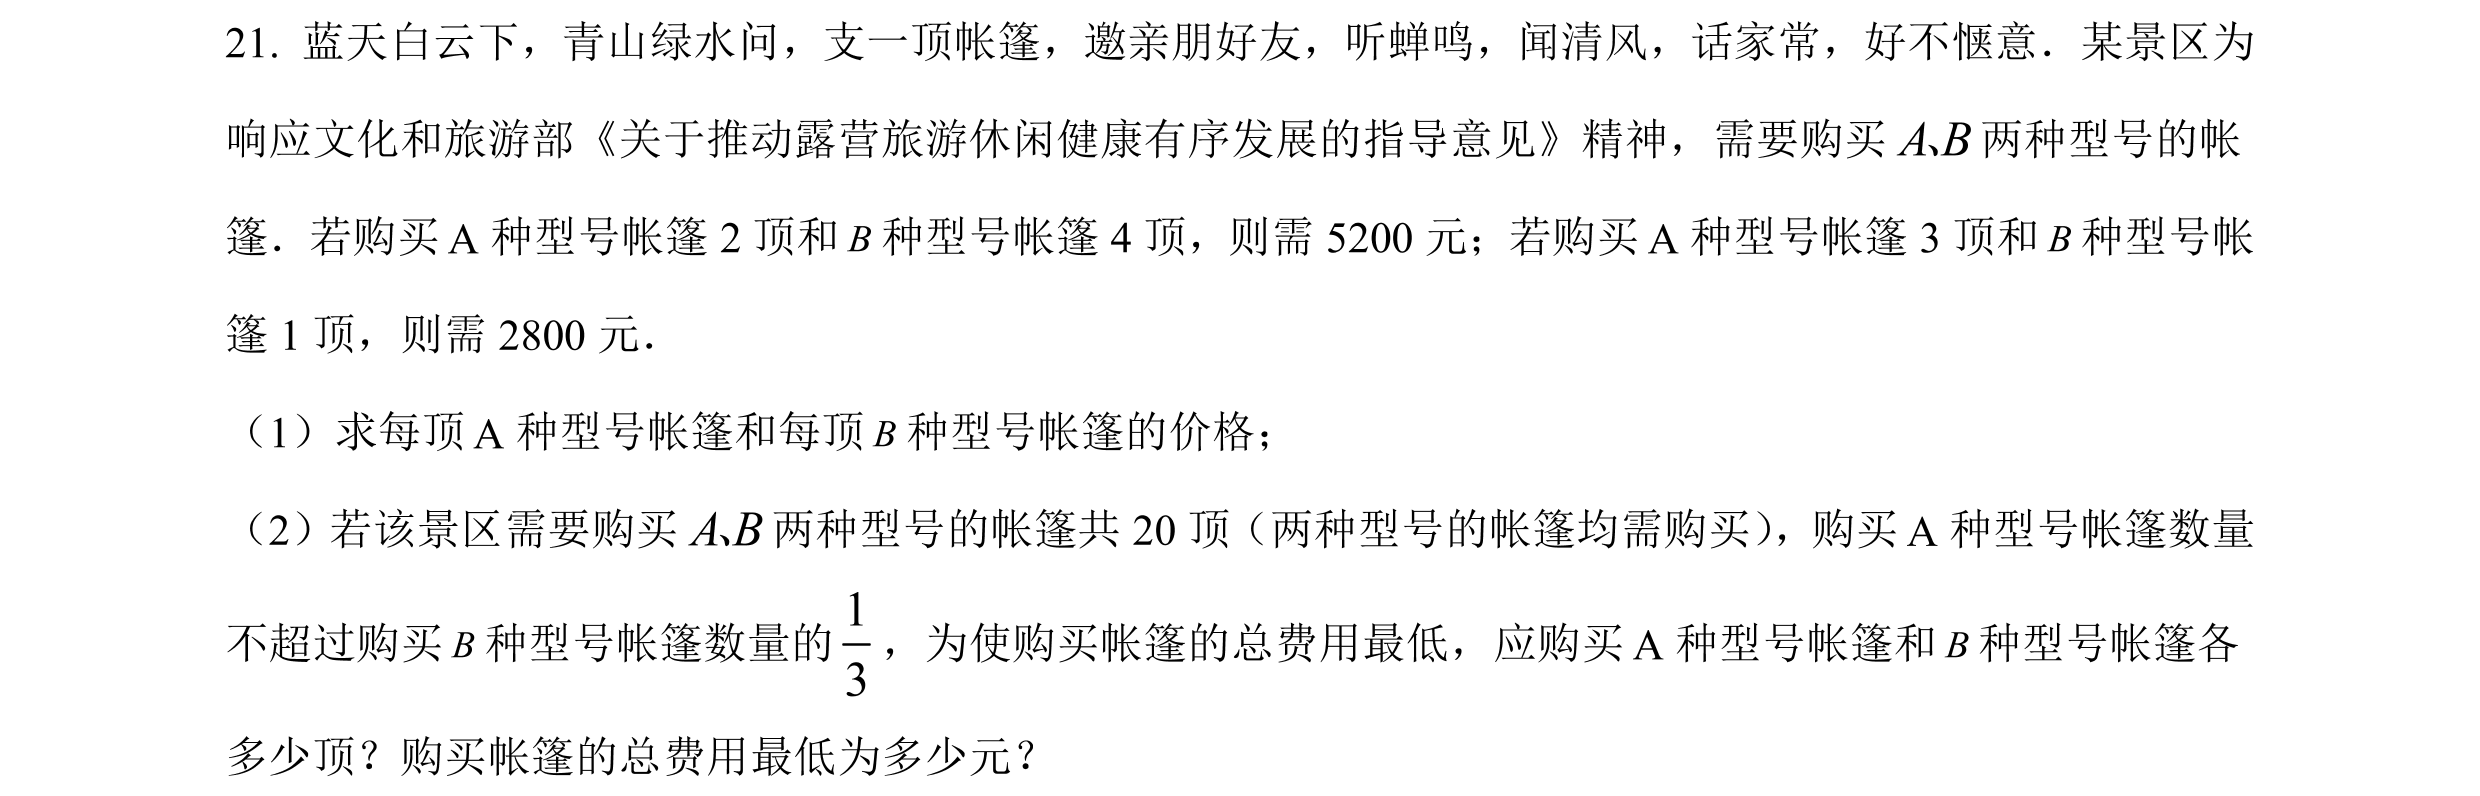 21. 蓝天白云下，青山绿水问，支一顶帐篷，邀亲朋好友，听蝉鸣，闻清风，话家常，好不惬意．某景区为
响应文化和旅游部《关于推动露营旅游休闲健康有序发展的指导意见》精神，需要购买 A、B 两种型号的帐
篷．若购买 A 种型号帐篷 2 顶和 B 种型号帐篷 4 顶，则需 5200 元；若购买 A 种型号帐篷 3 顶和 B 种型号帐
篷 1 顶，则需 2800 元．
（1）求每顶 A 种型号帐篷和每顶 B 种型号帐篷的价格；
（2）若该景区需要购买 A、B 两种型号的帐篷共 20 顶（两种型号的帐篷均需购买），购买 A 种型号帐篷数量
不超过购买 B 种型号帐篷数量的 1/3，为使购买帐篷的总费用最低，应购买 A 种型号帐篷和 B 种型号帐篷各
多少顶？购买帐篷的总费用最低为多少元？